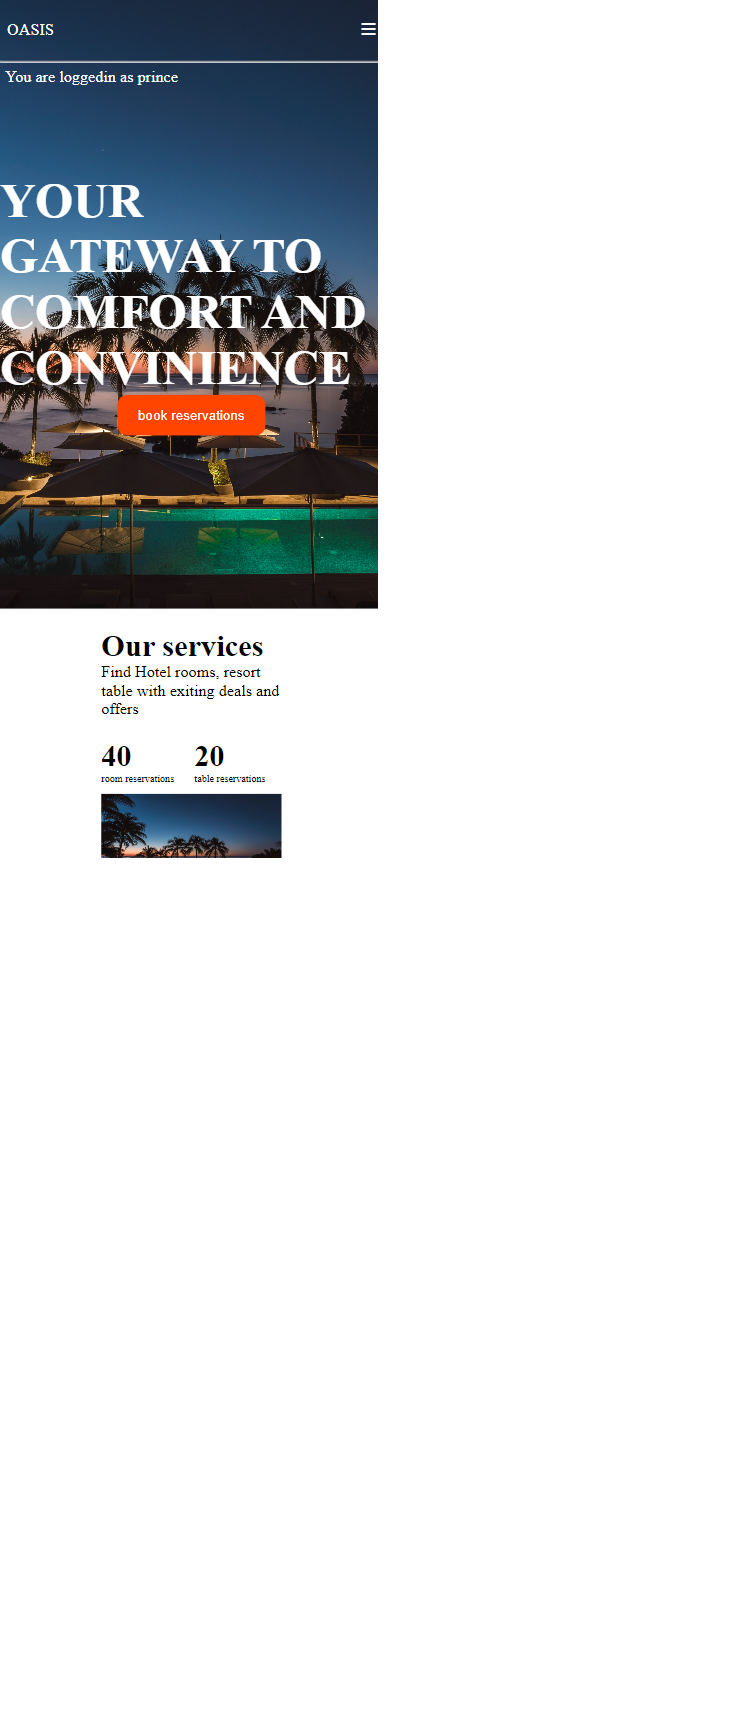 OASIS
You are loggedin as prince
YOUR
GATEWAY TO
COMFORT AND
CONVINIENCE
book reservations
Our services
Find Hotel rooms, resort
table with exiting deals and
offers
40 20
room reservations table reservations